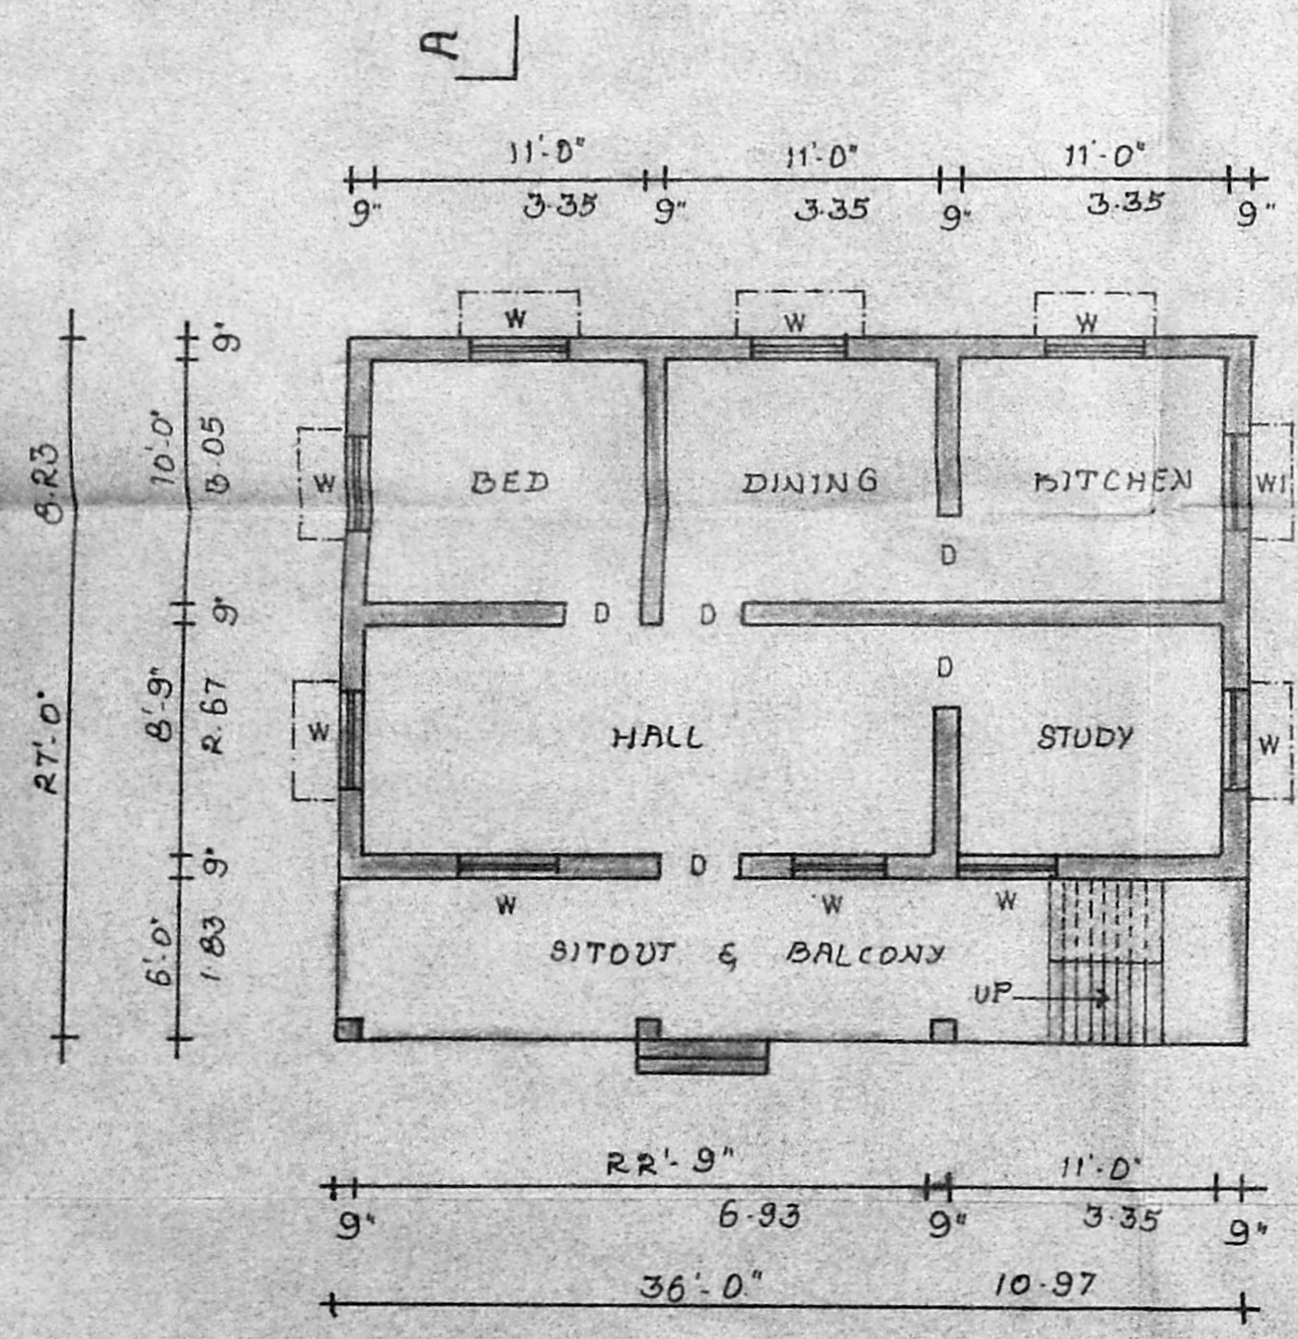 A
11'-0" 11'-0" 11'-0"
9" 3.35 9" 3.35 9" 3.35 9"
W W W
9"
10'-0" 3.05
8.23
W BED DINING KITCHEN W1
D
9" D D
D
8'-9" 2.67
27'-0"
W HALL STUDY W
9" D
W W W
6'-0" 1.83
SITOUT & BALCONY
UP
22'-9" 11'-0"
9" 6.93 9" 3.35 9"
36'-0" 10.97